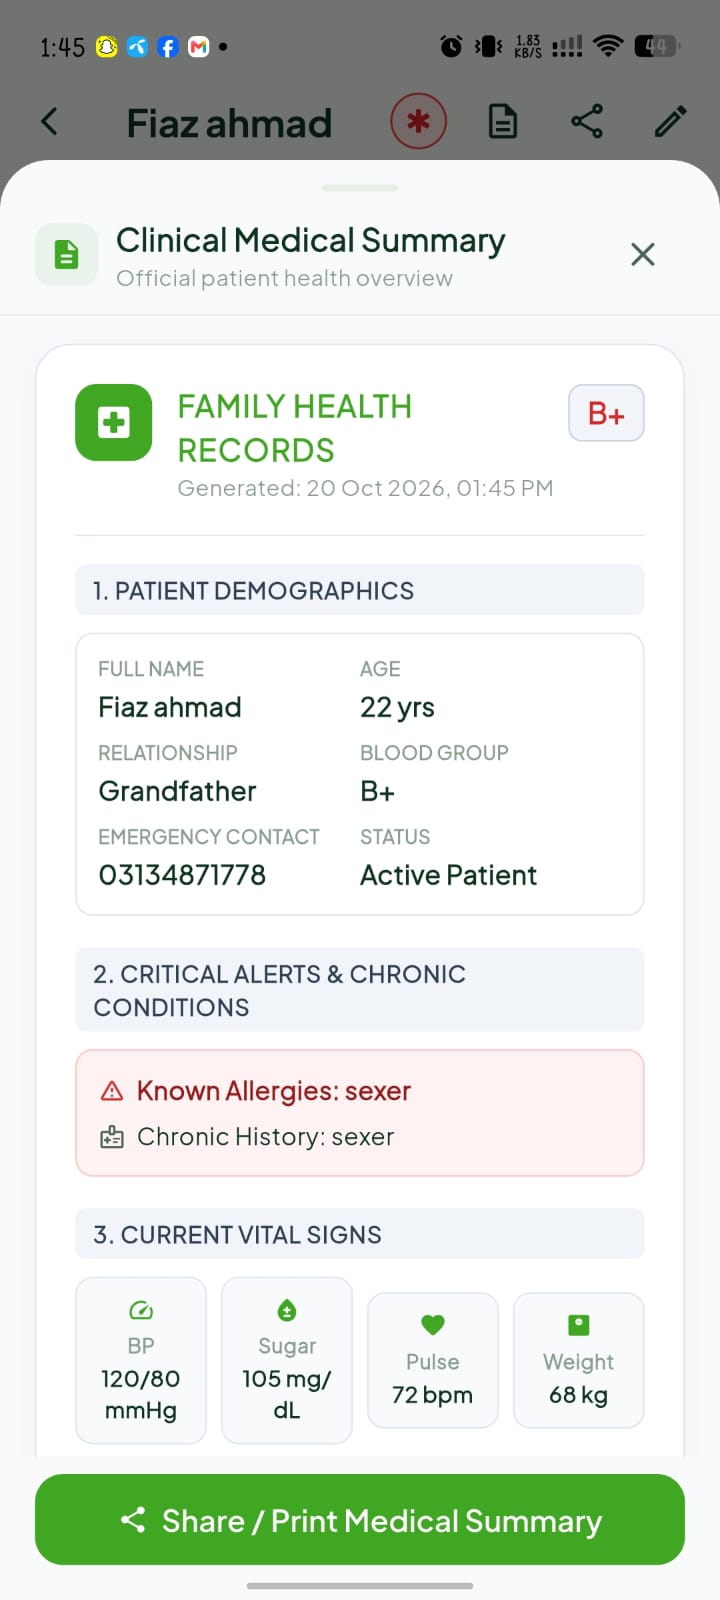 1:45
1.83
KB/S
44
Fiaz ahmad
Clinical Medical Summary
Official patient health overview
FAMILY HEALTH
RECORDS
B+
Generated: 20 Oct 2026, 01:45 PM
1. PATIENT DEMOGRAPHICS
FULL NAME
Fiaz ahmad
AGE
22 yrs
RELATIONSHIP
Grandfather
BLOOD GROUP
B+
EMERGENCY CONTACT
03134871778
STATUS
Active Patient
2. CRITICAL ALERTS & CHRONIC
CONDITIONS
Known Allergies: sexer
Chronic History: sexer
3. CURRENT VITAL SIGNS
BP
120/80
mmHg
Sugar
105 mg/
dL
Pulse
72 bpm
Weight
68 kg
Share / Print Medical Summary